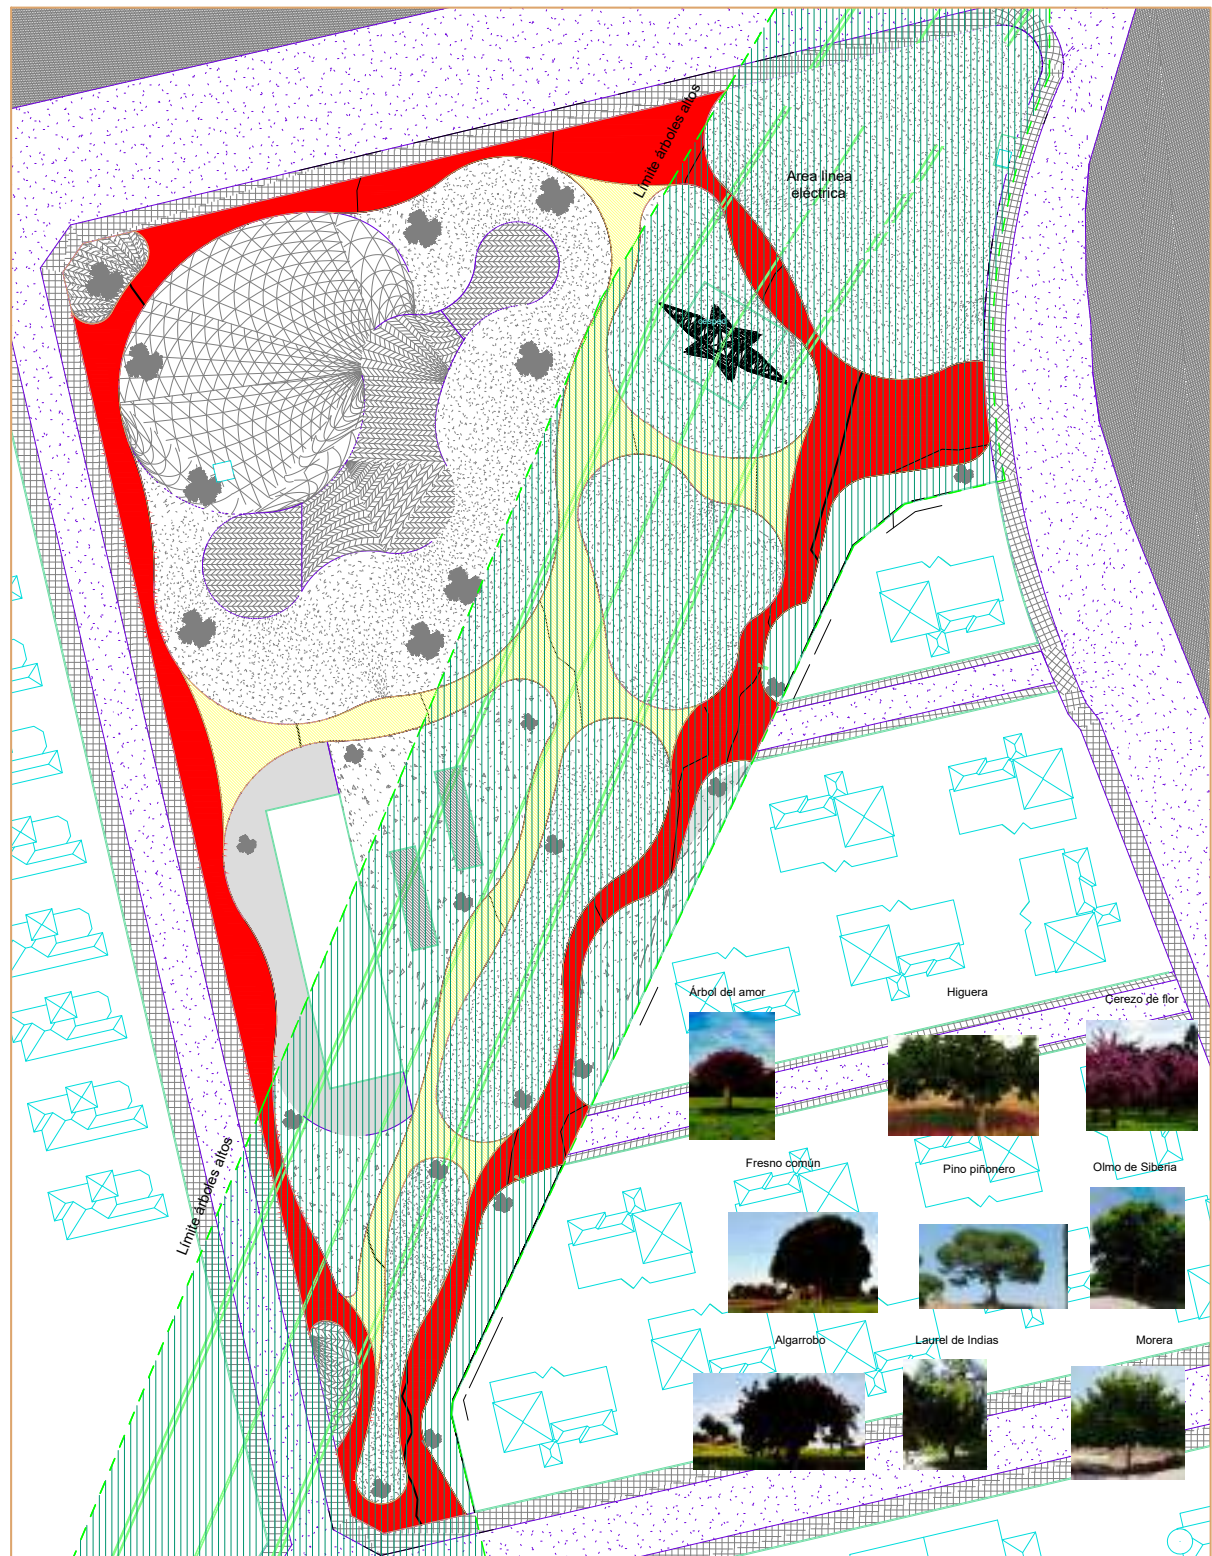 Límite árboles altos
Area línea
eléctrica
Árbol del amor
Higuera
Cerezo de flor
Límite árboles altos
Fresno común
Pino piñonero
Olmo de Siberia
Algarrobo
Laurel de Indias
Morera